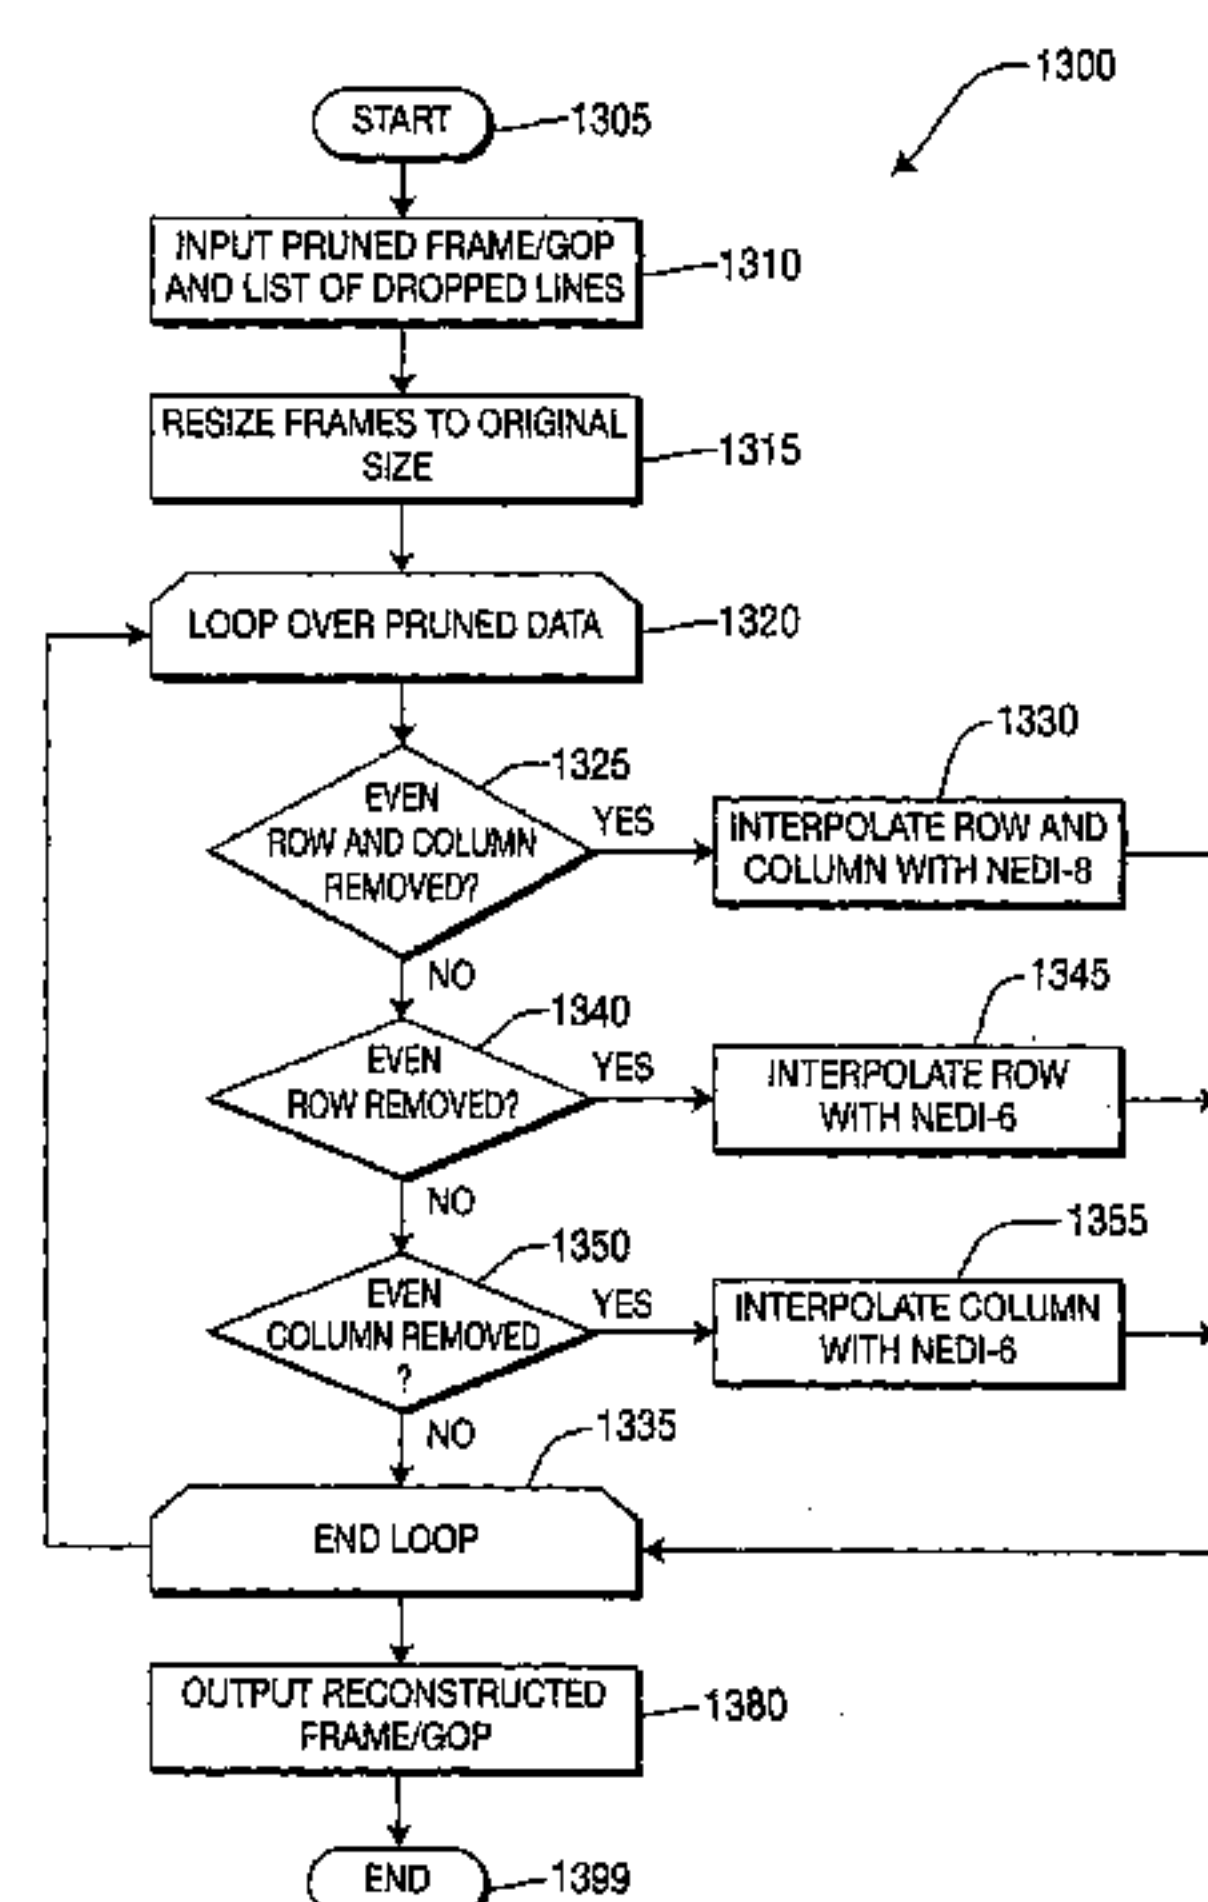 1300
START
1305
INPUT PRUNED FRAME/GOP
AND LIST OF DROPPED LINES
1310
RESIZE FRAMES TO ORIGINAL
SIZE
1315
LOOP OVER PRUNED DATA
1320
EVEN
ROW AND COLUMN
REMOVED?
1325
YES
INTERPOLATE ROW AND
COLUMN WITH NEDI-8
1330
NO
EVEN
ROW REMOVED?
1340
YES
INTERPOLATE ROW
WITH NEDI-6
1345
NO
EVEN
COLUMN REMOVED
?
1350
YES
INTERPOLATE COLUMN
WITH NEDI-6
1355
NO
END LOOP
1335
OUTPUT RECONSTRUCTED
FRAME/GOP
1380
END
1399